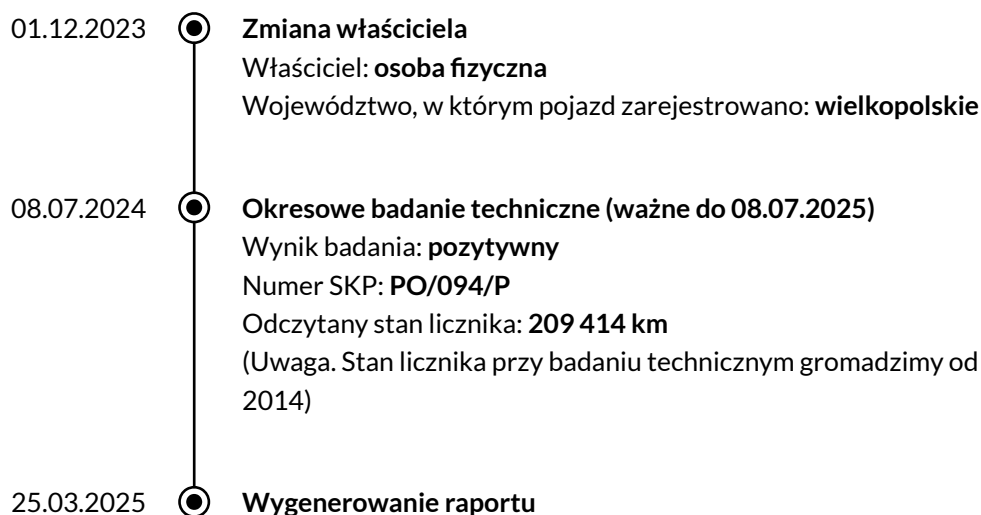 01.12.2023 Zmiana właściciela
Właściciel: osoba fizyczna
Województwo, w którym pojazd zarejestrowano: wielkopolskie
08.07.2024 Okresowe badanie techniczne (ważne do 08.07.2025)
Wynik badania: pozytywny
Numer SKP: PO/094/P
Odczytany stan licznika: 209 414 km
(Uwaga. Stan licznika przy badaniu technicznym gromadzimy od
2014)
25.03.2025 Wygenerowanie raportu